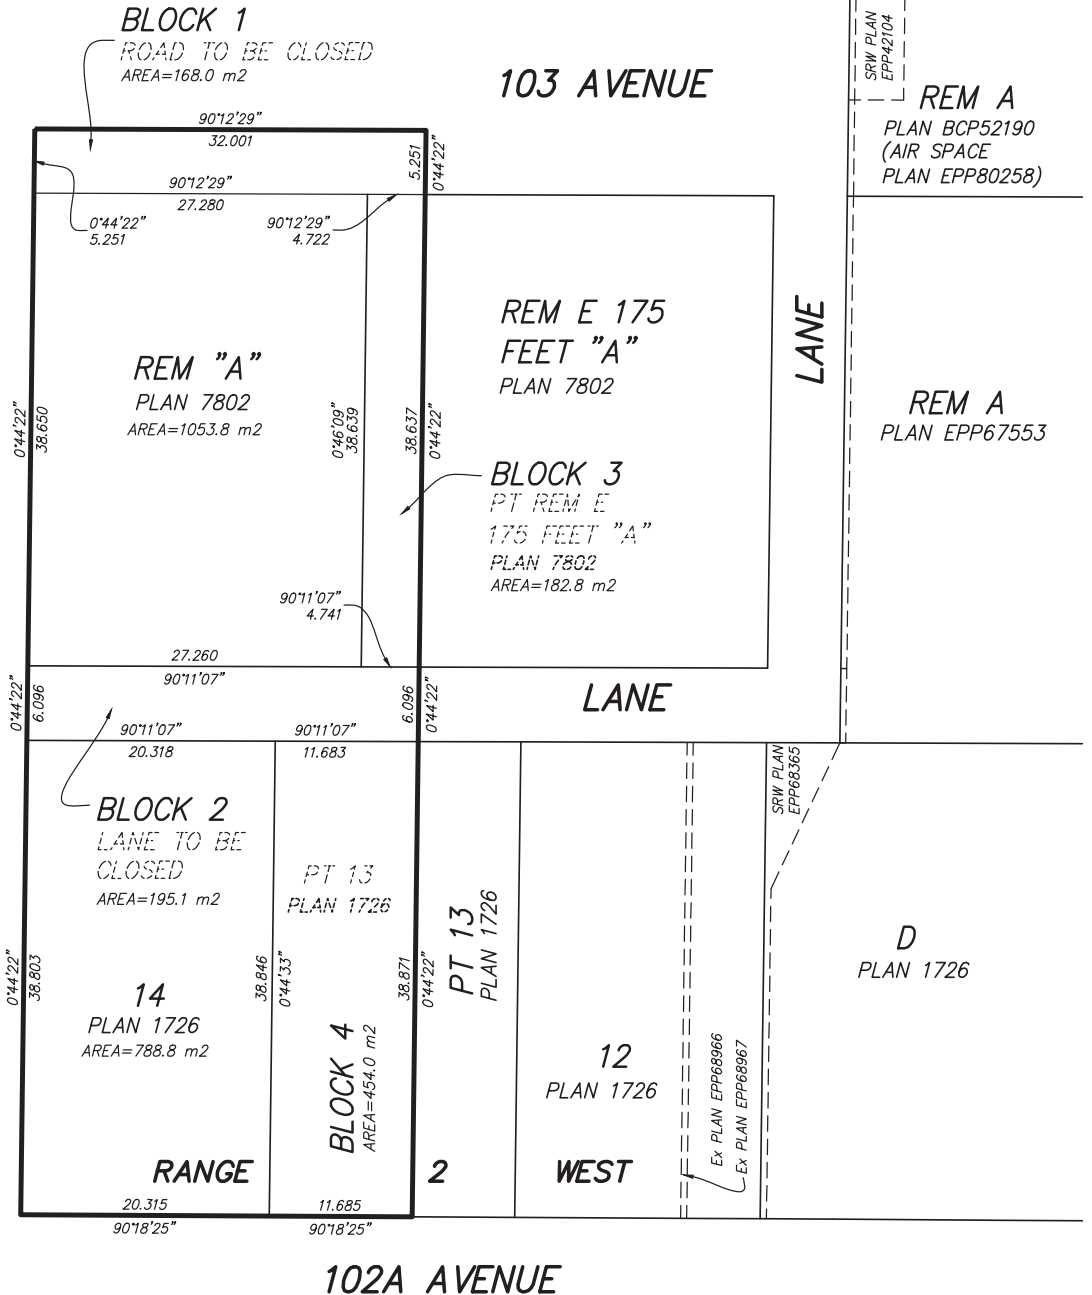 BLOCK 1
ROAD TO BE CLOSED
AREA=168.0 m2
103 AVENUE
SRW PLAN
EPP42104
REM A
PLAN BCP52190
(AIR SPACE
PLAN EPP80258)
90°12'29"
32.001
5.251
0°44'22"
90°12'29"
27.280
0°44'22"
5.251
90°12'29"
4.722
REM "A"
PLAN 7802
AREA=1053.8 m2
REM E 175
FEET "A"
PLAN 7802
LANE
REM A
PLAN EPP67553
0°44'22"
38.650
0°46'09"
38.639
38.637
0°44'22"
BLOCK 3
PT REM E
175 FEET "A"
PLAN 7802
AREA=182.8 m2
90°11'07"
4.741
27.260
90°11'07"
0°44'22"
6.096
6.096
0°44'22"
LANE
90°11'07"
20.318
90°11'07"
11.683
SRW PLAN
EPP68365
BLOCK 2
LANE TO BE
CLOSED
AREA=195.1 m2
PT 13
PLAN 1726
PT 13
PLAN 1726
0°44'22"
38.803
38.846
0°44'33"
38.871
0°44'22"
14
PLAN 1726
AREA=788.8 m2
BLOCK 4
AREA=454.0 m2
12
PLAN 1726
D
PLAN 1726
Ex PLAN EPP68966
Ex PLAN EPP68967
RANGE 2 WEST
20.315
90°18'25"
11.685
90°18'25"
102A AVENUE